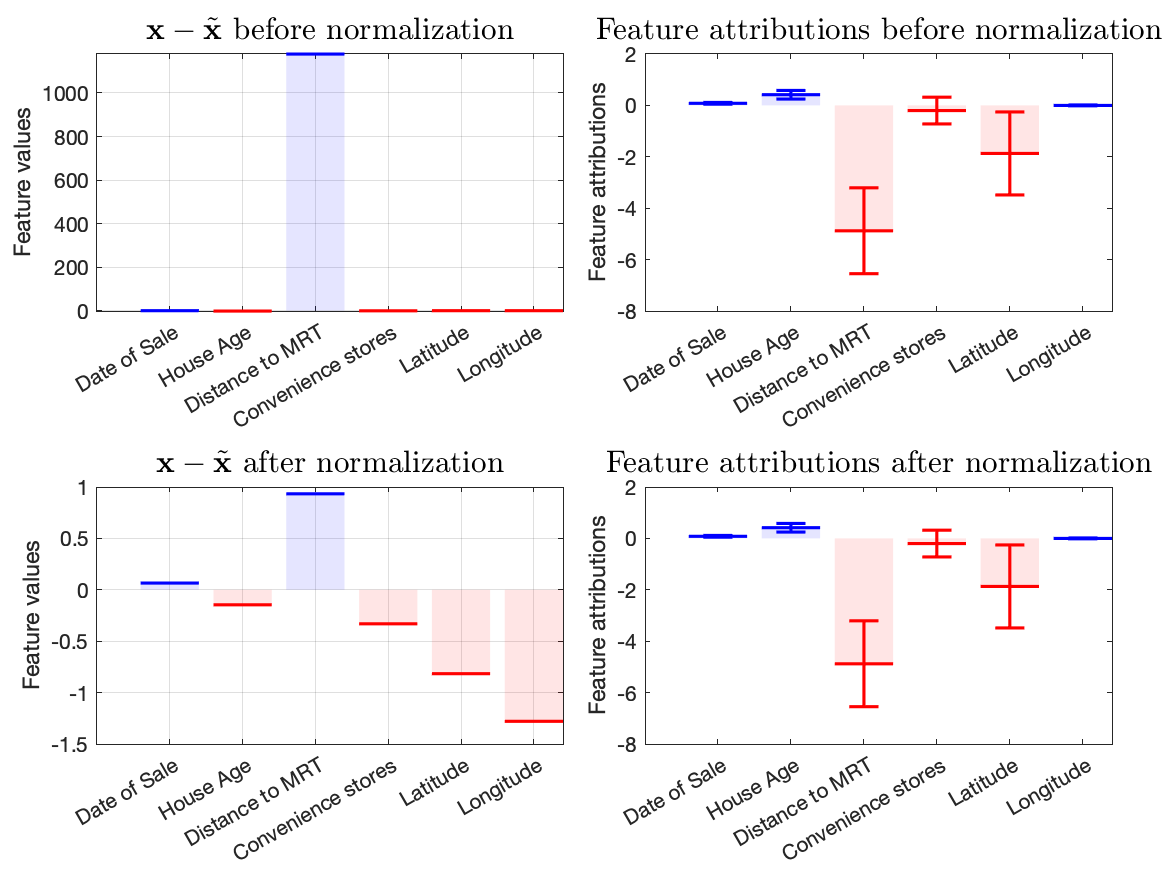 x − x̃ before normalization
Feature values
1000
800
600
400
200
0
Date of Sale
House Age
Distance to MRT
Convenience stores
Latitude
Longitude
Feature attributions before normalization
Feature attributions
2
0
-2
-4
-6
-8
Date of Sale
House Age
Distance to MRT
Convenience stores
Latitude
Longitude
x − x̃ after normalization
Feature values
1
0.5
0
-0.5
-1
-1.5
Date of Sale
House Age
Distance to MRT
Convenience stores
Latitude
Longitude
Feature attributions after normalization
Feature attributions
2
0
-2
-4
-6
-8
Date of Sale
House Age
Distance to MRT
Convenience stores
Latitude
Longitude